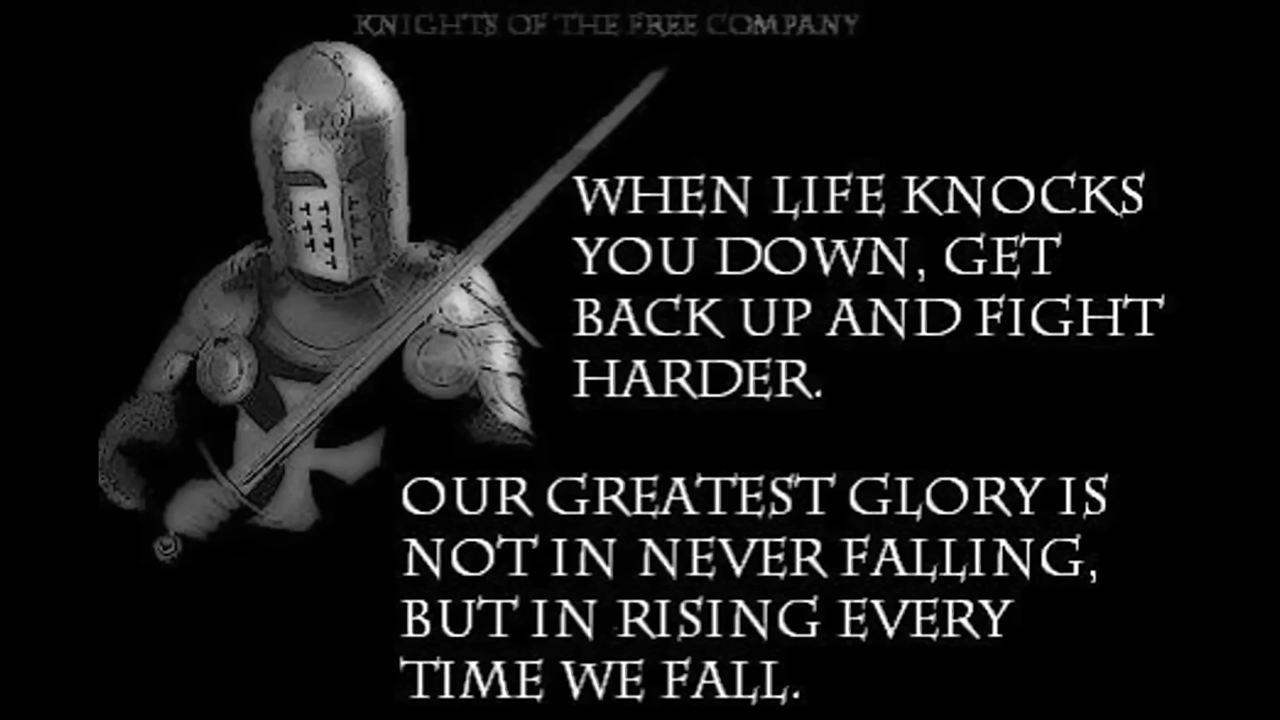 KNIGHTS OF THE FREE COMPANY
WHEN LIFE KNOCKS
YOU DOWN, GET
BACK UP AND FIGHT
HARDER.
OUR GREATEST GLORY IS
NOT IN NEVER FALLING,
BUT IN RISING EVERY
TIME WE FALL.